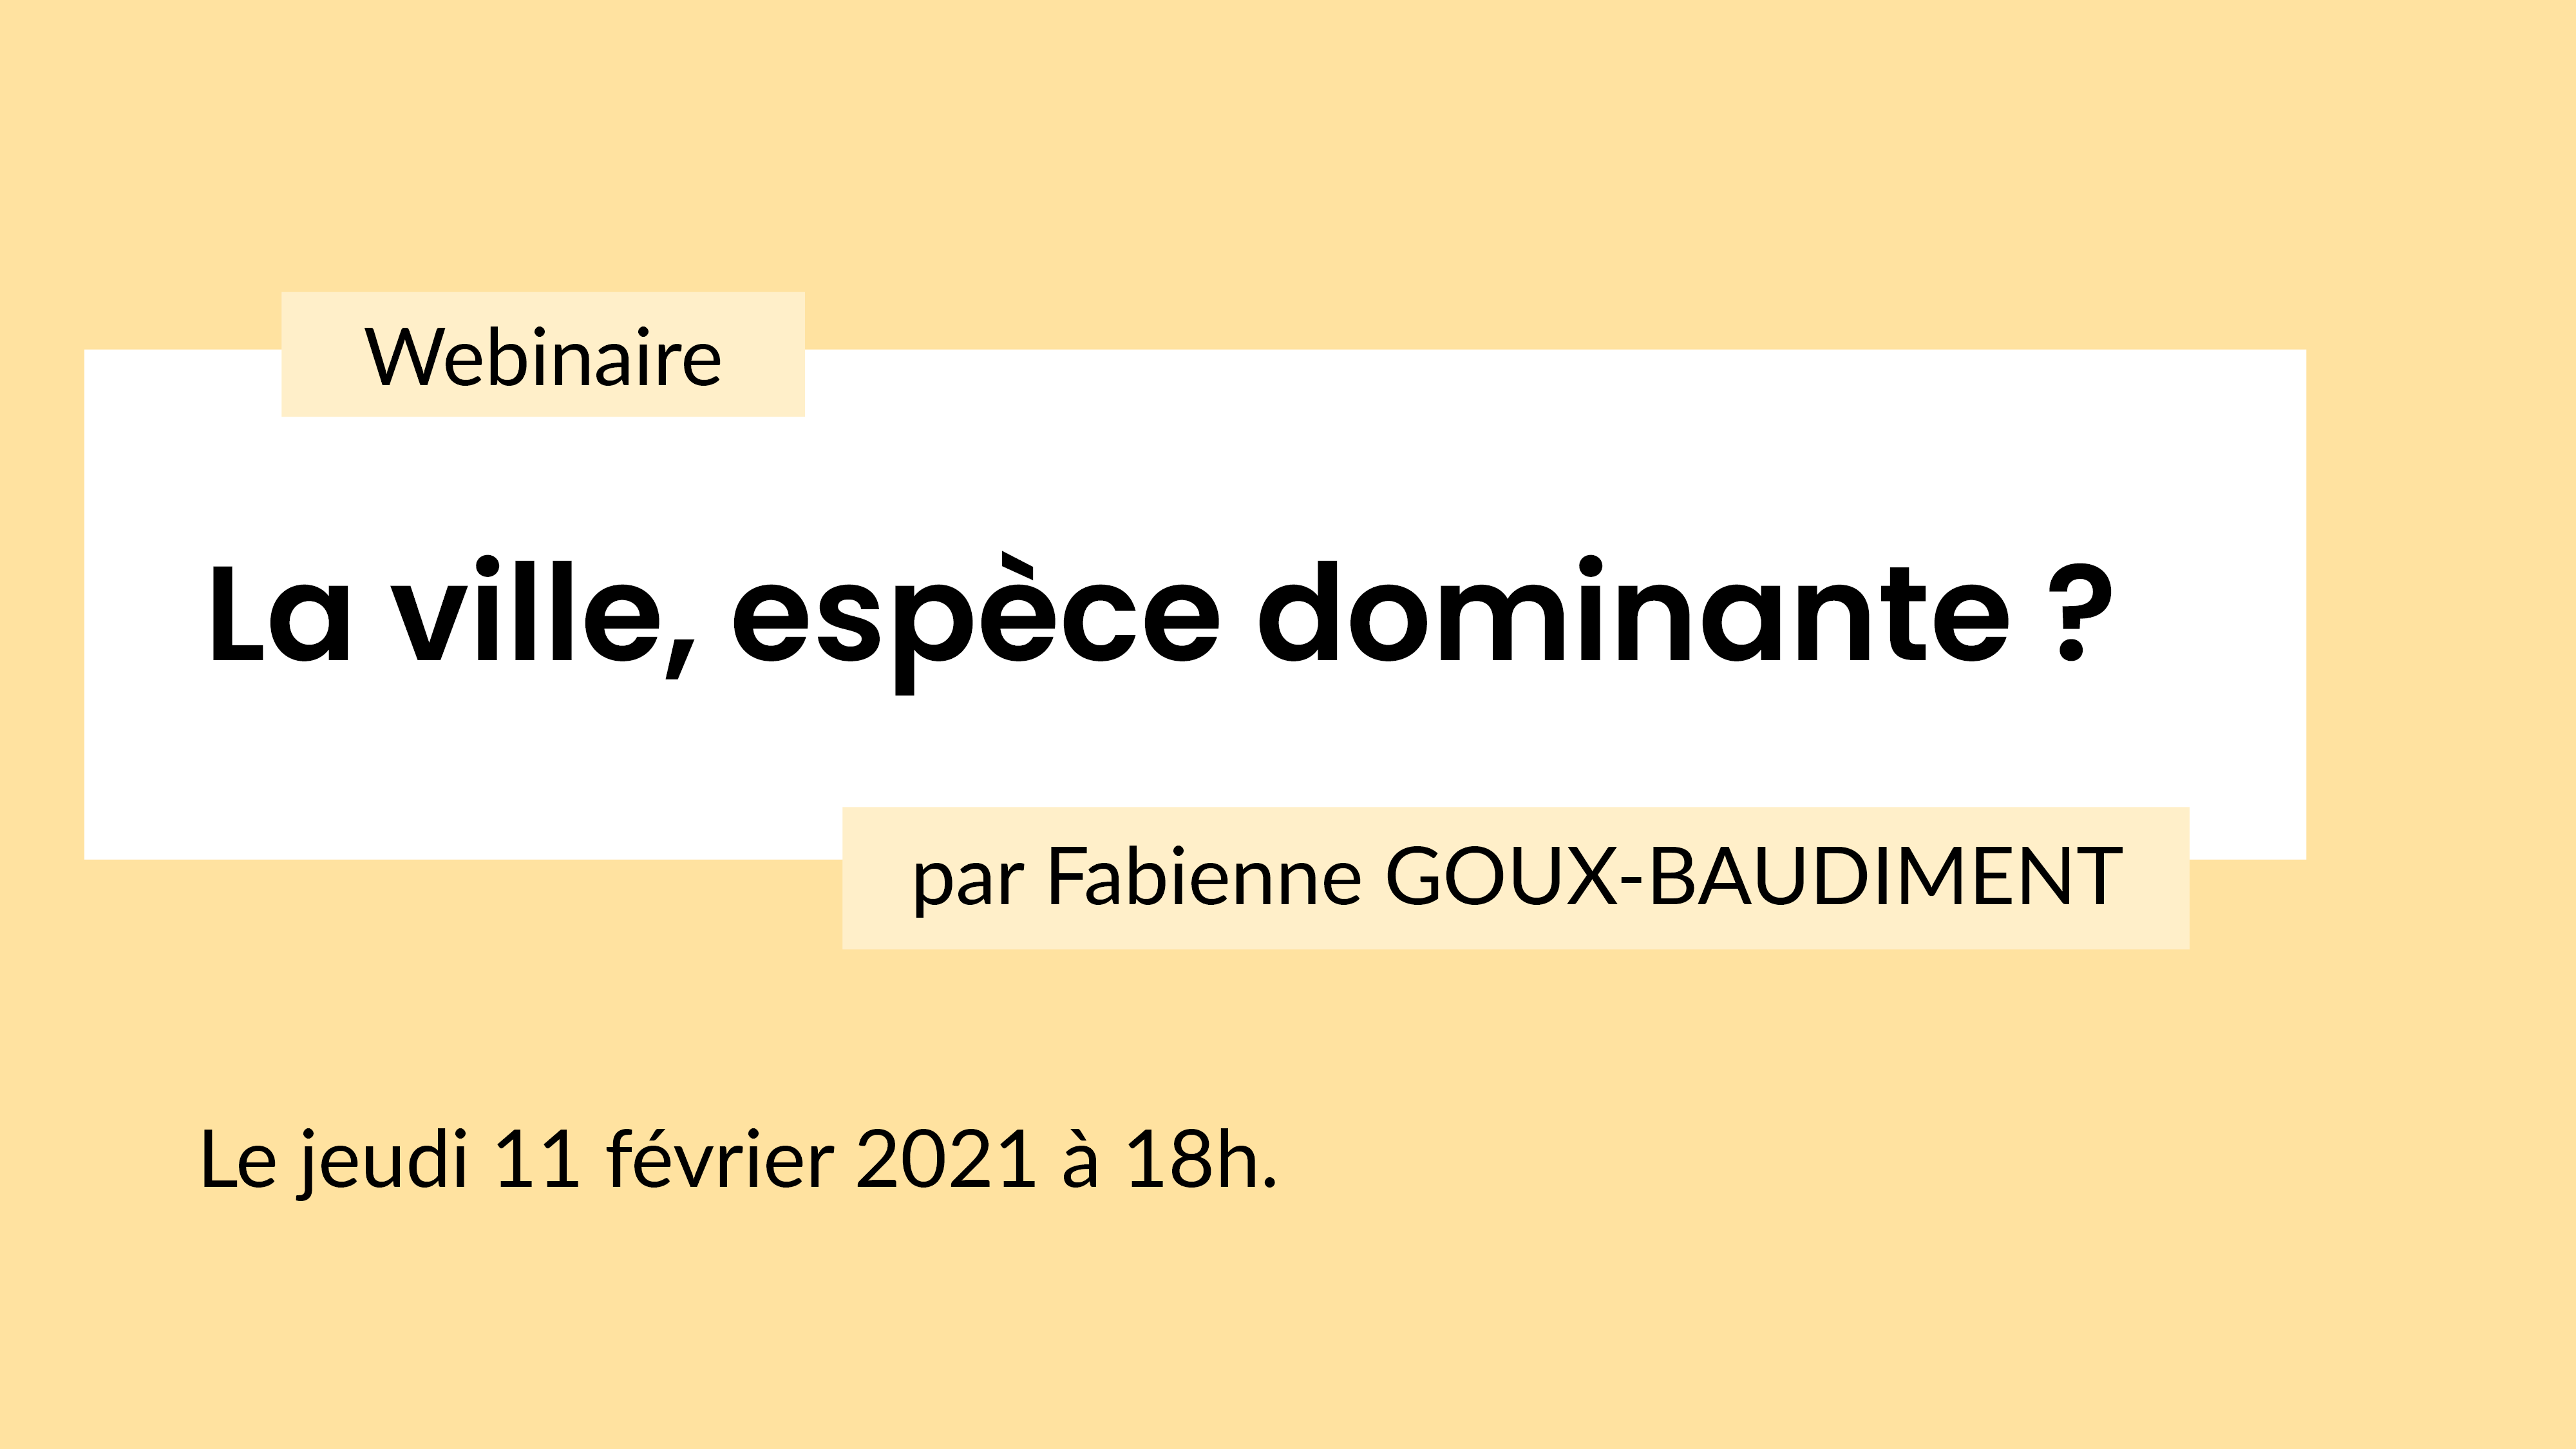 Webinaire
La ville, espèce dominante ?
par Fabienne GOUX-BAUDIMENT
Le jeudi 11 février 2021 à 18h.